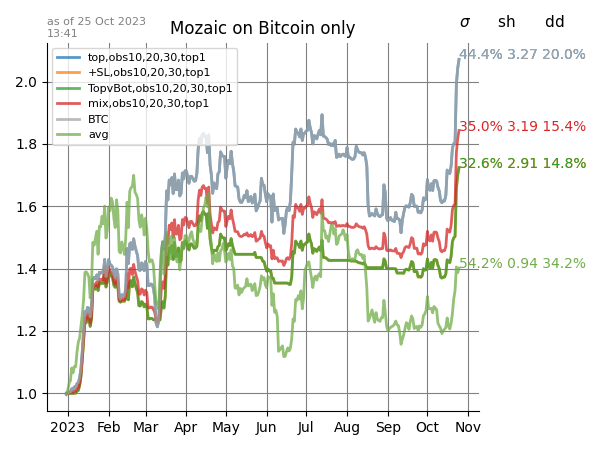 as of 25 Oct 2023
13:41
Mozaic on Bitcoin only
σ sh dd
top,obs10,20,30,top1
+SL,obs10,20,30,top1
TopvBot,obs10,20,30,top1
mix,obs10,20,30,top1
BTC
avg
44.4% 3.27 20.0%
35.0% 3.19 15.4%
32.6% 2.91 14.8%
54.2% 0.94 34.2%
2.0
1.8
1.6
1.4
1.2
1.0
2023 Feb Mar Apr May Jun Jul Aug Sep Oct Nov